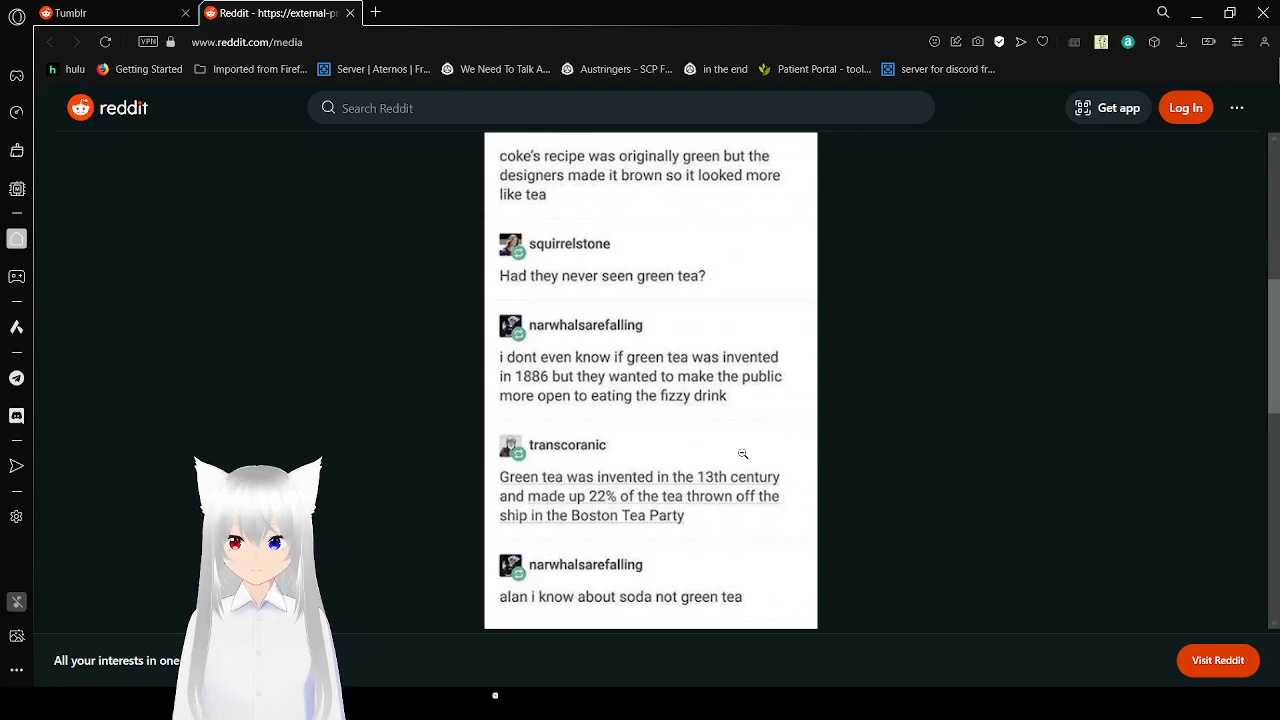 Tumblr
Reddit - https://external-pr
VPN
www.reddit.com/media
hulu
Getting Started
Imported from Firef...
Server | Aternos | Fr...
We Need To Talk A...
Austringers - SCP F...
in the end
Patient Portal - tool...
server for discord fr...
reddit
Search Reddit
Get app
Log In
coke's recipe was originally green but the
designers made it brown so it looked more
like tea
squirrelstone
Had they never seen green tea?
narwhalsarefalling
i dont even know if green tea was invented
in 1886 but they wanted to make the public
more open to eating the fizzy drink
transcoranic
Green tea was invented in the 13th century
and made up 22% of the tea thrown off the
ship in the Boston Tea Party
narwhalsarefalling
alan i know about soda not green tea
All your interests in one
Visit Reddit